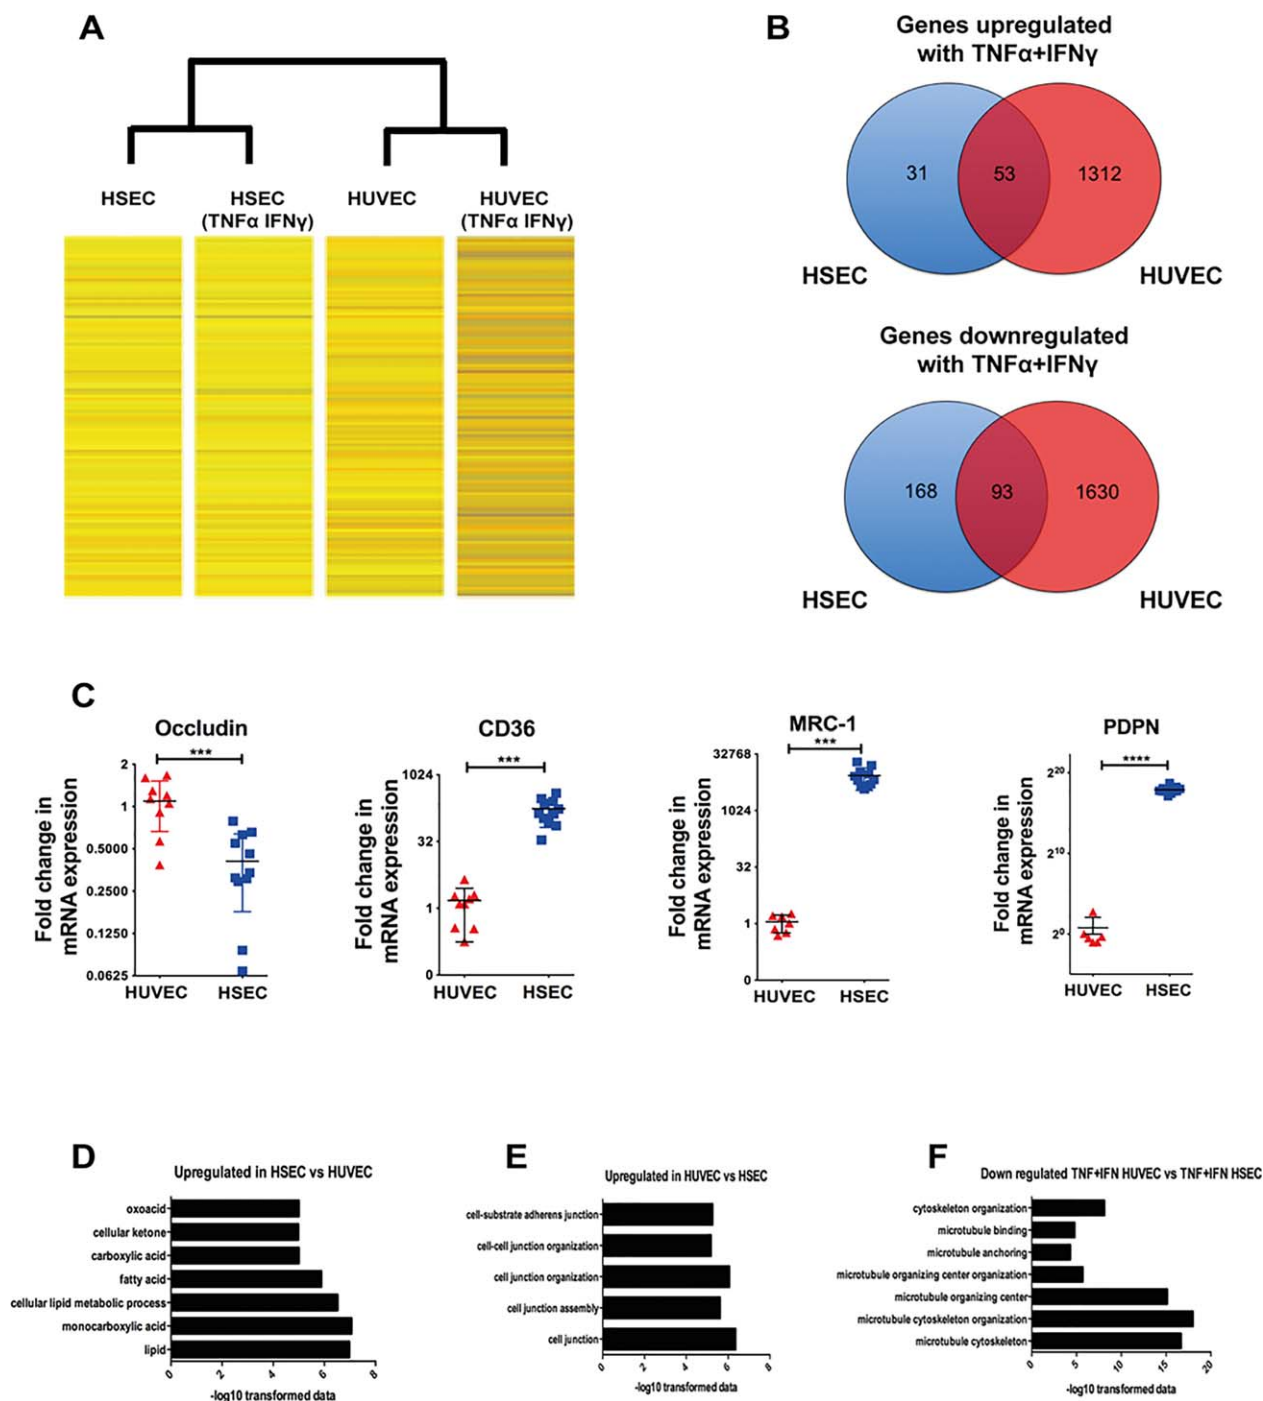 A
HSEC
HSEC
(TNFα IFNγ)
HUVEC
HUVEC
(TNFα IFNγ)
B
Genes upregulated
with TNFα+IFNγ
31
53
1312
HSEC
HUVEC
Genes downregulated
with TNFα+IFNγ
168
93
1630
HSEC
HUVEC
C
Occludin
***
Fold change in
mRNA expression
2
1
0.5000
0.2500
0.1250
0.0625
HUVEC
HSEC
CD36
***
Fold change in
mRNA expression
1024
32
1
0
HUVEC
HSEC
MRC-1
***
Fold change in
mRNA expression
32768
1024
32
1
0
HUVEC
HSEC
PDPN
****
Fold change in
mRNA expression
2²⁰
2¹⁰
2⁰
HUVEC
HSEC
D
Upregulated in HSEC vs HUVEC
oxoacid
cellular ketone
carboxylic acid
fatty acid
cellular lipid metabolic process
monocarboxylic acid
lipid
0 2 4 6 8
-log10 transformed data
E
Upregulated in HUVEC vs HSEC
cell-substrate adherens junction
cell-cell junction organization
cell junction organization
cell junction assembly
cell junction
0 2 4 6 8
-log10 transformed data
F
Down regulated TNF+IFN HUVEC vs TNF+IFN HSEC
cytoskeleton organization
microtubule binding
microtubule anchoring
microtubule organizing center organization
microtubule organizing center
microtubule cytoskeleton organization
microtubule cytoskeleton
0 5 10 15 20
-log10 transformed data